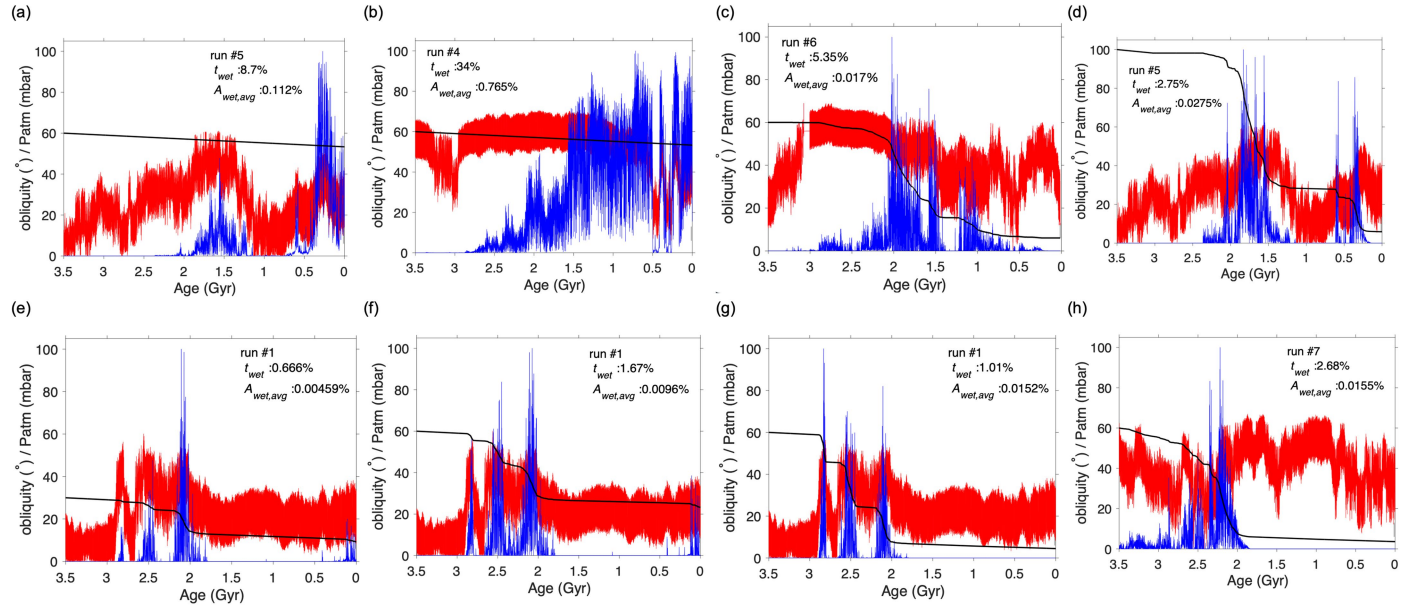 (a)
run #5
t_wet :8.7%
A_wet,avg :0.112%
obliquity (°) / Patm (mbar)
100
80
60
40
20
0
3.5 3 2.5 2 1.5 1 0.5 0
Age (Gyr)
(b)
run #4
t_wet :34%
A_wet,avg :0.765%
obliquity (°) / Patm (mbar)
100
80
60
40
20
0
3.5 3 2.5 2 1.5 1 0.5 0
Age (Gyr)
(c)
run #6
t_wet :5.35%
A_wet,avg :0.017%
obliquity (°) / Patm (mbar)
100
80
60
40
20
0
3.5 3 2.5 2 1.5 1 0.5 0
Age (Gyr)
(d)
run #5
t_wet :2.75%
A_wet,avg :0.0275%
obliquity (°) / Patm (mbar)
100
80
60
40
20
0
3.5 3 2.5 2 1.5 1 0.5 0
Age (Gyr)
(e)
run #1
t_wet :0.666%
A_wet,avg :0.00459%
obliquity (°) / Patm (mbar)
100
80
60
40
20
0
3.5 3 2.5 2 1.5 1 0.5 0
Age (Gyr)
(f)
run #1
t_wet :1.67%
A_wet,avg :0.0096%
obliquity (°) / Patm (mbar)
100
80
60
40
20
0
3.5 3 2.5 2 1.5 1 0.5 0
Age (Gyr)
(g)
run #1
t_wet :1.01%
A_wet,avg :0.0152%
obliquity (°) / Patm (mbar)
100
80
60
40
20
0
3.5 3 2.5 2 1.5 1 0.5 0
Age (Gyr)
(h)
run #7
t_wet :2.68%
A_wet,avg :0.0155%
obliquity (°) / Patm (mbar)
100
80
60
40
20
0
3.5 3 2.5 2 1.5 1 0.5 0
Age (Gyr)